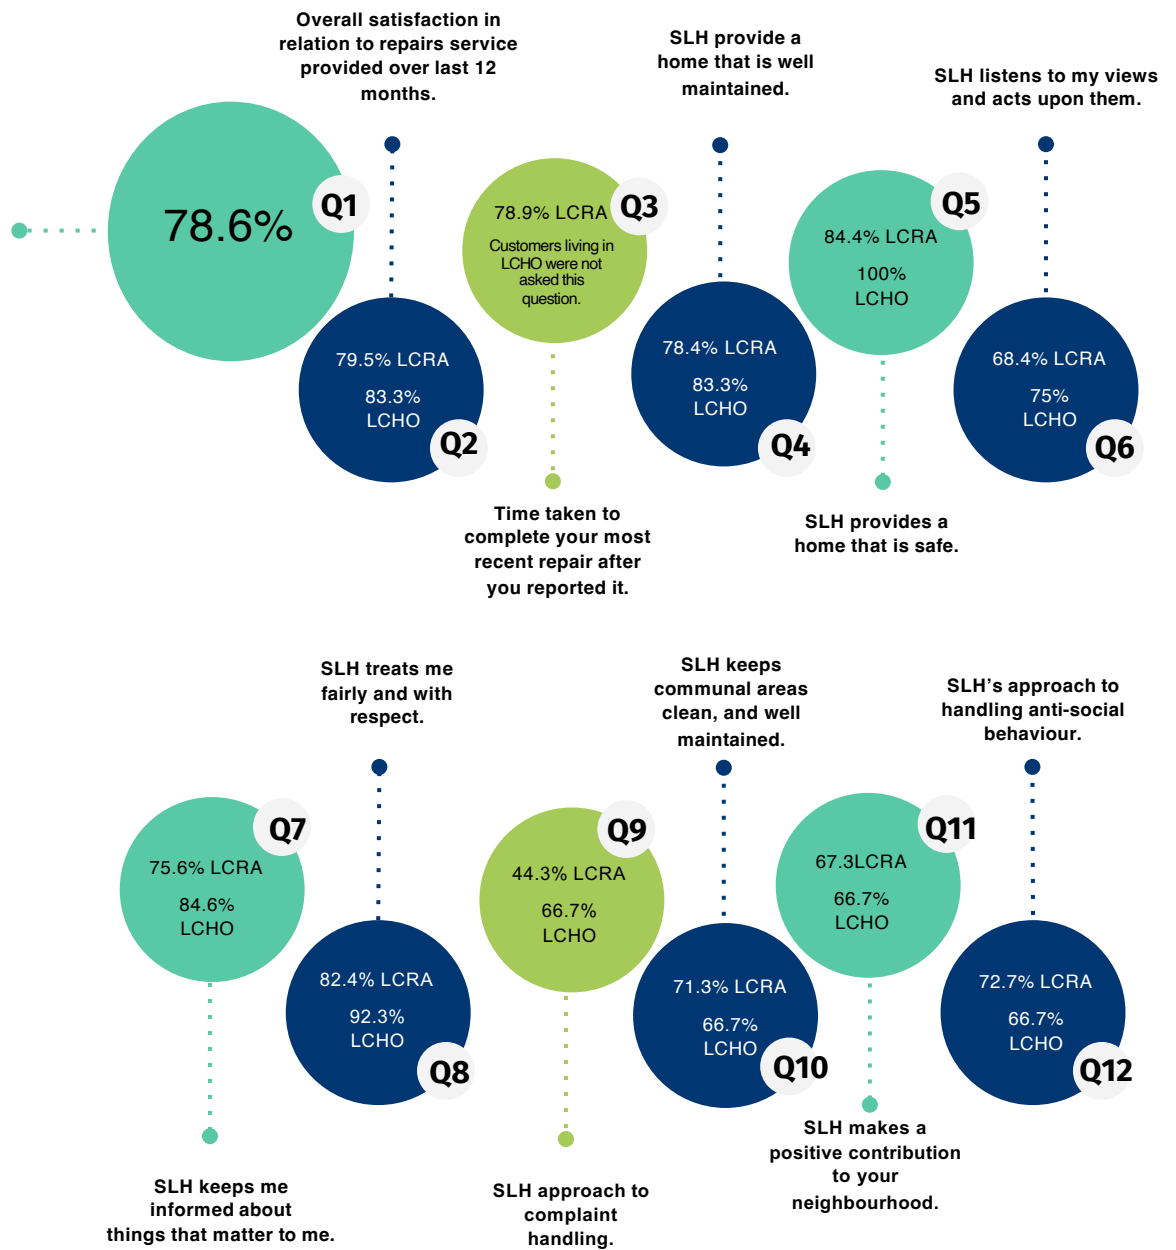 78.6%
Q1
Overall satisfaction in
relation to repairs service
provided over last 12
months.
79.5% LCRA
83.3%
LCHO
Q2
78.9% LCRA
Customers living in
LCHO were not
asked this
question.
Q3
Time taken to
complete your most
recent repair after
you reported it.
SLH provide a
home that is well
maintained.
78.4% LCRA
83.3%
LCHO
Q4
84.4% LCRA
100%
LCHO
Q5
SLH provides a
home that is safe.
SLH listens to my views
and acts upon them.
68.4% LCRA
75%
LCHO
Q6
Q7
75.6% LCRA
84.6%
LCHO
SLH keeps me
informed about
things that matter to me.
SLH treats me
fairly and with
respect.
82.4% LCRA
92.3%
LCHO
Q8
Q9
44.3% LCRA
66.7%
LCHO
SLH approach to
complaint
handling.
SLH keeps
communal areas
clean, and well
maintained.
71.3% LCRA
66.7%
LCHO
Q10
Q11
67.3LCRA
66.7%
LCHO
SLH makes a
positive contribution
to your
neighbourhood.
SLH’s approach to
handling anti-social
behaviour.
72.7% LCRA
66.7%
LCHO
Q12